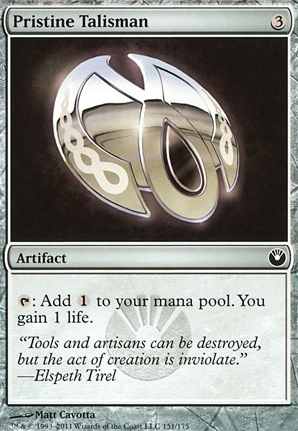 Pristine Talisman 3
Artifact
: Add 1 to your mana pool. You
gain 1 life.
“Tools and artisans can be destroyed,
but the act of creation is inviolate.”
—Elspeth Tirel
Matt Cavotta
™ & © 1993–2011 Wizards of the Coast LLC 151/175